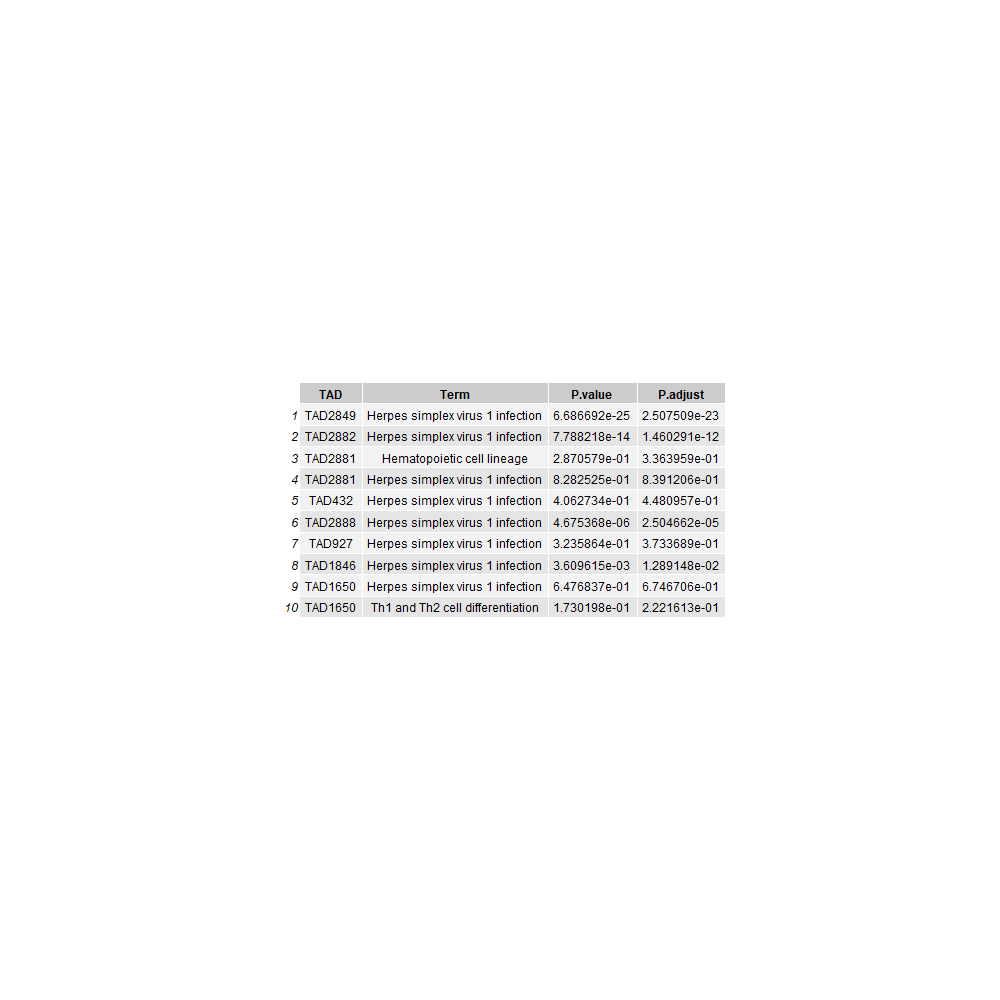 TAD Term P.value P.adjust
1 TAD2849 Herpes simplex virus 1 infection 6.686692e-25 2.507509e-23
2 TAD2882 Herpes simplex virus 1 infection 7.788218e-14 1.460291e-12
3 TAD2881 Hematopoietic cell lineage 2.870579e-01 3.363959e-01
4 TAD2881 Herpes simplex virus 1 infection 8.282525e-01 8.391206e-01
5 TAD432 Herpes simplex virus 1 infection 4.062734e-01 4.480957e-01
6 TAD2888 Herpes simplex virus 1 infection 4.675368e-06 2.504662e-05
7 TAD927 Herpes simplex virus 1 infection 3.235864e-01 3.733689e-01
8 TAD1846 Herpes simplex virus 1 infection 3.609615e-03 1.289148e-02
9 TAD1650 Herpes simplex virus 1 infection 6.476837e-01 6.746706e-01
10 TAD1650 Th1 and Th2 cell differentiation 1.730198e-01 2.221613e-01